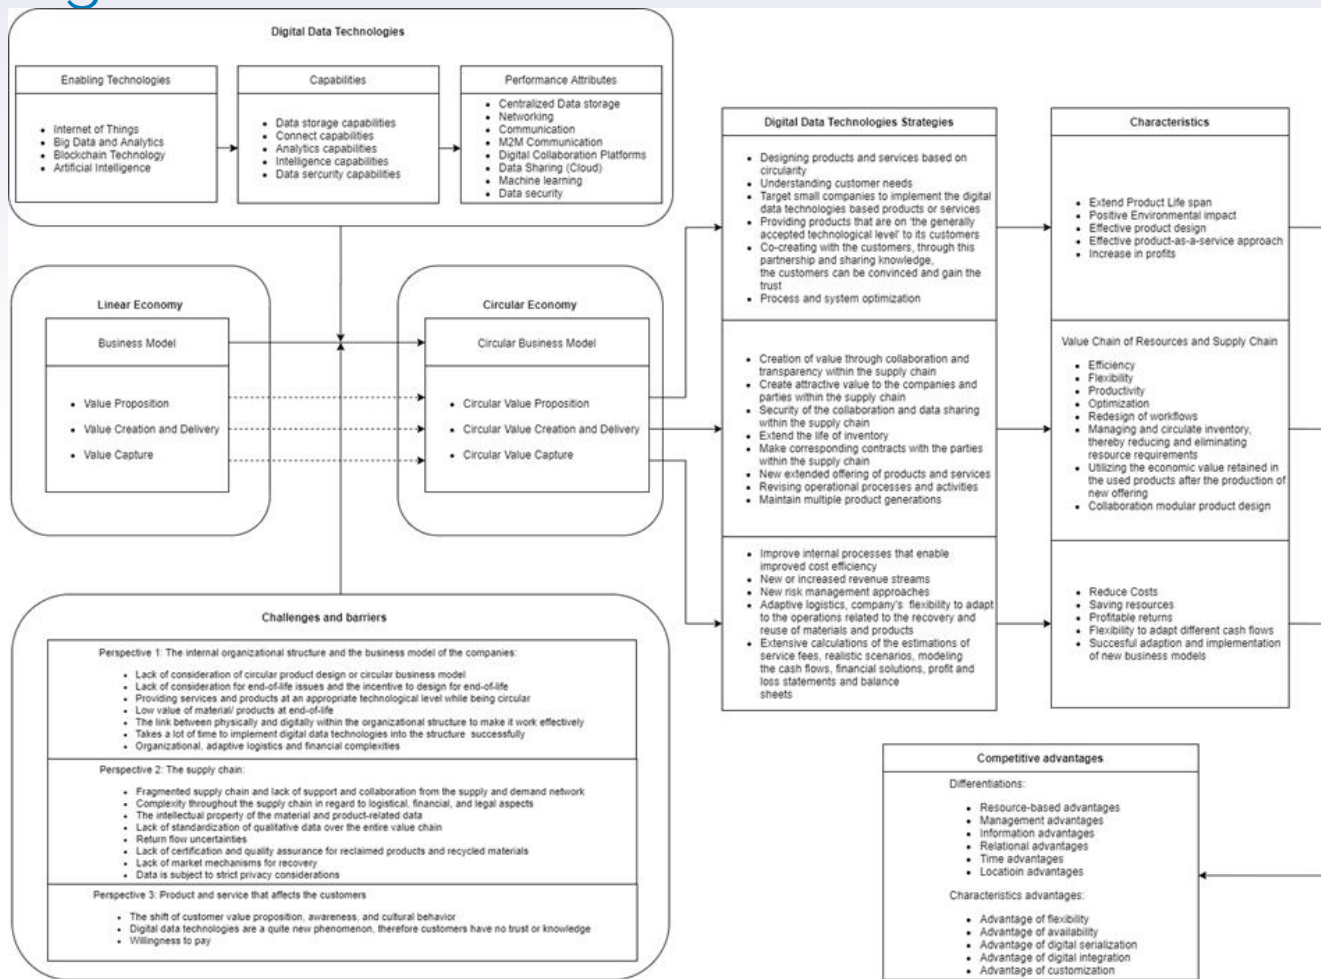 Digital Data Technologies
Enabling Technologies
Internet of Things
Big Data and Analytics
Blockchain Technology
Artificial Intelligence
Capabilities
Data storage capabilities
Connect capabilities
Analytics capabilities
Intelligence capabilities
Data sercurity capabilities
Performance Attributes
Centralized Data storage
Networking
Communication
M2M Communication
Digital Collaboration Platforms
Data Sharing (Cloud)
Machine learning
Data security
Linear Economy
Business Model
Value Proposition
Value Creation and Delivery
Value Capture
Circular Economy
Circular Business Model
Circular Value Proposition
Circular Value Creation and Delivery
Circular Value Capture
Challenges and barriers
Perspective 1: The internal organizational structure and the business model of the companies:
Lack of consideration of circular product design or circular business model
Lack of consideration for end-of-life issues and the incentive to design for end-of-life
Providing services and products at an appropriate technological level while being circular
Low value of material/ products at end-of-life
The link between physically and digitally within the organizational structure to make it work effectively
Takes a lot of time to implement digital data technologies into the structure successfully
Organizational, adaptive logistics and financial complexities
Perspective 2: The supply chain:
Fragmented supply chain and lack of support and collaboration from the supply and demand network
Complexity throughout the supply chain in regard to logistical, financial, and legal aspects
The intellectual property of the material and product-related data
Lack of standardization of qualitative data over the entire value chain
Return flow uncertainties
Lack of certification and quality assurance for reclaimed products and recycled materials
Lack of market mechanisms for recovery
Data is subject to strict privacy considerations
Perspective 3: Product and service that affects the customers
The shift of customer value proposition, awareness, and cultural behavior
Digital data technologies are a quite new phenomenon, therefore customers have no trust or knowledge
Willingness to pay
Digital Data Technologies Strategies
Designing products and services based on
circularity
Understanding customer needs
Target small companies to implement the digital
data technologies based products or services
Providing products that are on 'the generally
accepted technological level' to its customers
Co-creating with the customers, through this
partnership and sharing knowledge,
the customers can be convinced and gain the
trust
Process and system optimization
Creation of value through collaboration and
transparency within the supply chain
Create attractive value to the companies and
parties within the supply chain
Security of the collaboration and data sharing
within the supply chain
Extend the life of inventory
Make corresponding contracts with the parties
within the supply chain
New extended offering of products and services
Revising operational processes and activities
Maintain multiple product generations
Improve internal processes that enable
improved cost efficiency
New or increased revenue streams
New risk management approaches
Adaptive logistics, company's flexibility to adapt
to the operations related to the recovery and
reuse of materials and products
Extensive calculations of the estimations of
service fees, realistic scenarios, modeling
the cash flows, financial solutions, profit and
loss statements and balance
sheets
Characteristics
Extend Product Life span
Positive Environmental impact
Effective product design
Effective product-as-a-service approach
Increase in profits
Value Chain of Resources and Supply Chain
Efficiency
Flexibility
Productivity
Optimization
Redesign of workflows
Managing and circulate inventory,
thereby reducing and eliminating
resource requirements
Utilizing the economic value retained in
the used products after the production of
new offering
Collaboration modular product design
Reduce Costs
Saving resources
Profitable returns
Flexibility to adapt different cash flows
Succesful adaption and implementation
of new business models
Competitive advantages
Differentiations:
Resource-based advantages
Management advantages
Information advantages
Relational advantages
Time advantages
Locatioin advantages
Characteristics advantages:
Advantage of flexibility
Advantage of availability
Advantage of digital serialization
Advantage of digital integration
Advantage of customization